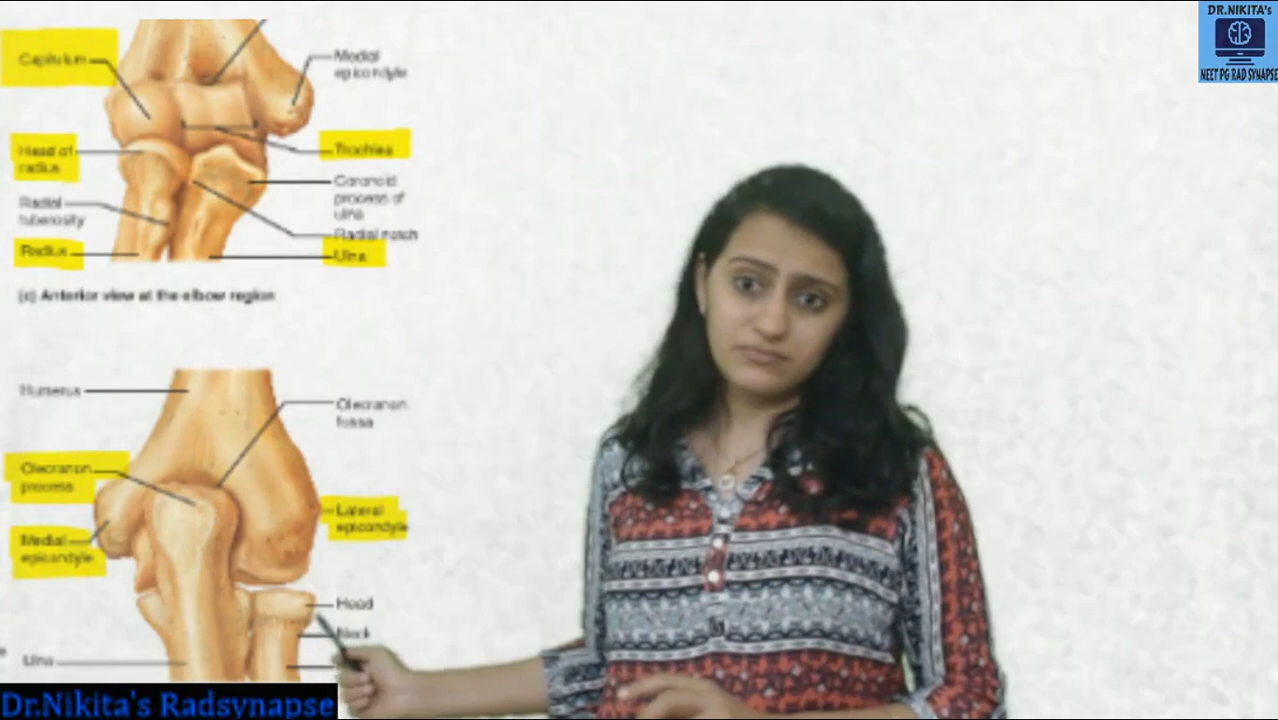 DR.NIKITA's
NEET PG RAD SYNAPSE
Capitulum
Medial
epicondyle
Head of
radius
Trochlea
Coronoid
process of
ulna
Radial
tuberosity
Radial notch
Radius
Ulna
(c) Anterior view at the elbow region
Humerus
Olecranon
fossa
Olecranon
process
Lateral
epicondyle
Medial
epicondyle
Head
Neck
Ulna
Dr.Nikita's Radsynapse